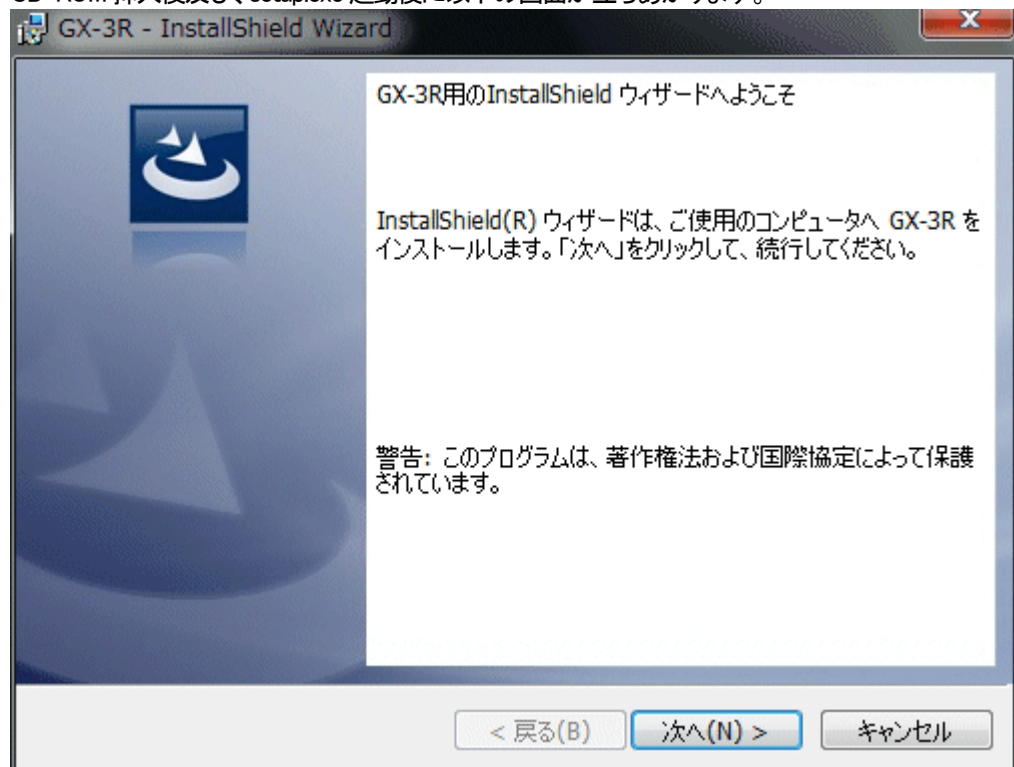 GX-3R - InstallShield Wizard
GX-3R用のInstallShield ウィザードへようこそ
InstallShield(R) ウィザードは、ご使用のコンピュータへ GX-3R を
インストールします。「次へ」をクリックして、続行してください。
警告: このプログラムは、著作権法および国際協定によって保護
されています。
< 戻る(B)
次へ(N) >
キャンセル